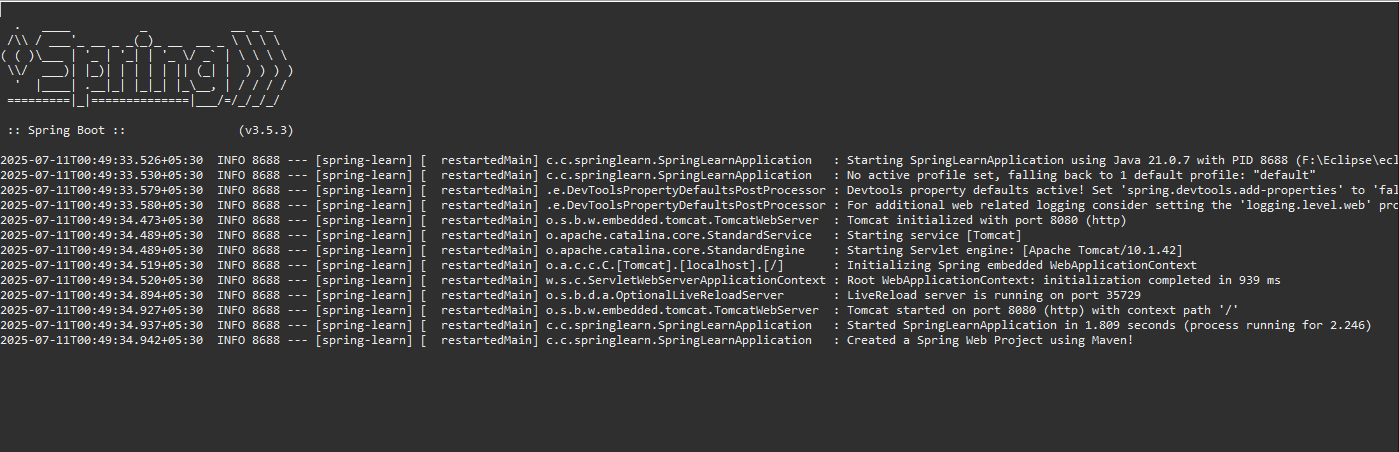 .   ____          _            __ _ _
 /\\ / ___'_ __ _ _(_)_ __  __ _ \ \ \ \
( ( )\___ | '_ | '_| | '_ \/ _` | \ \ \ \
 \\/  ___)| |_)| | | | | || (_| |  ) ) ) )
  '  |____| .__|_| |_|_| |_\__, | / / / /
 =========|_|==============|___/=/_/_/_/

 :: Spring Boot ::                (v3.5.3)

2025-07-11T00:49:33.526+05:30  INFO 8688 --- [spring-learn] [  restartedMain] c.c.springlearn.SpringLearnApplication   : Starting SpringLearnApplication using Java 21.0.7 with PID 8688 (F:\Eclipse\ecl
2025-07-11T00:49:33.530+05:30  INFO 8688 --- [spring-learn] [  restartedMain] c.c.springlearn.SpringLearnApplication   : No active profile set, falling back to 1 default profile: "default"
2025-07-11T00:49:33.579+05:30  INFO 8688 --- [spring-learn] [  restartedMain] .e.DevToolsPropertyDefaultsPostProcessor : Devtools property defaults active! Set 'spring.devtools.add-properties' to 'fal
2025-07-11T00:49:33.580+05:30  INFO 8688 --- [spring-learn] [  restartedMain] .e.DevToolsPropertyDefaultsPostProcessor : For additional web related logging consider setting the 'logging.level.web' pro
2025-07-11T00:49:34.473+05:30  INFO 8688 --- [spring-learn] [  restartedMain] o.s.b.w.embedded.tomcat.TomcatWebServer  : Tomcat initialized with port 8080 (http)
2025-07-11T00:49:34.489+05:30  INFO 8688 --- [spring-learn] [  restartedMain] o.apache.catalina.core.StandardService   : Starting service [Tomcat]
2025-07-11T00:49:34.489+05:30  INFO 8688 --- [spring-learn] [  restartedMain] o.apache.catalina.core.StandardEngine    : Starting Servlet engine: [Apache Tomcat/10.1.42]
2025-07-11T00:49:34.519+05:30  INFO 8688 --- [spring-learn] [  restartedMain] o.a.c.c.C.[Tomcat].[localhost].[/]       : Initializing Spring embedded WebApplicationContext
2025-07-11T00:49:34.520+05:30  INFO 8688 --- [spring-learn] [  restartedMain] w.s.c.ServletWebServerApplicationContext : Root WebApplicationContext: initialization completed in 939 ms
2025-07-11T00:49:34.894+05:30  INFO 8688 --- [spring-learn] [  restartedMain] o.s.b.d.a.OptionalLiveReloadServer       : LiveReload server is running on port 35729
2025-07-11T00:49:34.927+05:30  INFO 8688 --- [spring-learn] [  restartedMain] o.s.b.w.embedded.tomcat.TomcatWebServer  : Tomcat started on port 8080 (http) with context path '/'
2025-07-11T00:49:34.937+05:30  INFO 8688 --- [spring-learn] [  restartedMain] c.c.springlearn.SpringLearnApplication   : Started SpringLearnApplication in 1.809 seconds (process running for 2.246)
2025-07-11T00:49:34.942+05:30  INFO 8688 --- [spring-learn] [  restartedMain] c.c.springlearn.SpringLearnApplication   : Created a Spring Web Project using Maven!